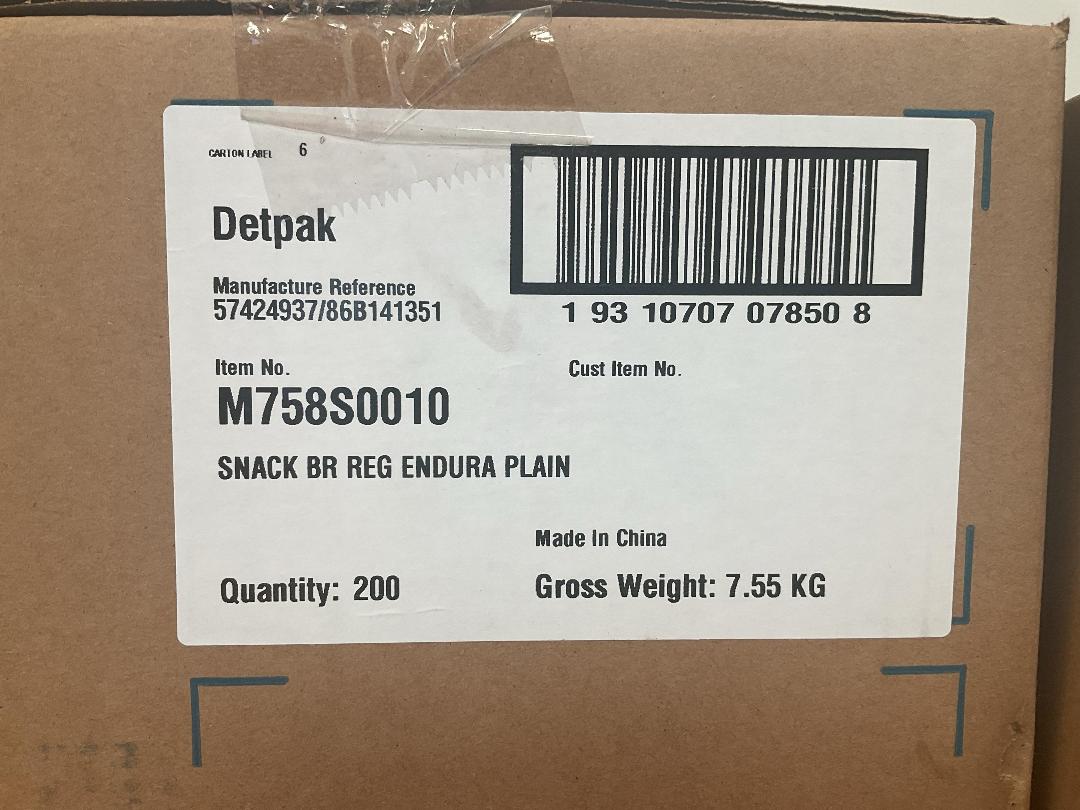 CARTON LABEL 6
Detpak
Manufacture Reference
57424937/86B141351
1 93 10707 07850 8
Item No.
Cust Item No.
M758S0010
SNACK BR REG ENDURA PLAIN
Made In China
Quantity: 200
Gross Weight: 7.55 KG